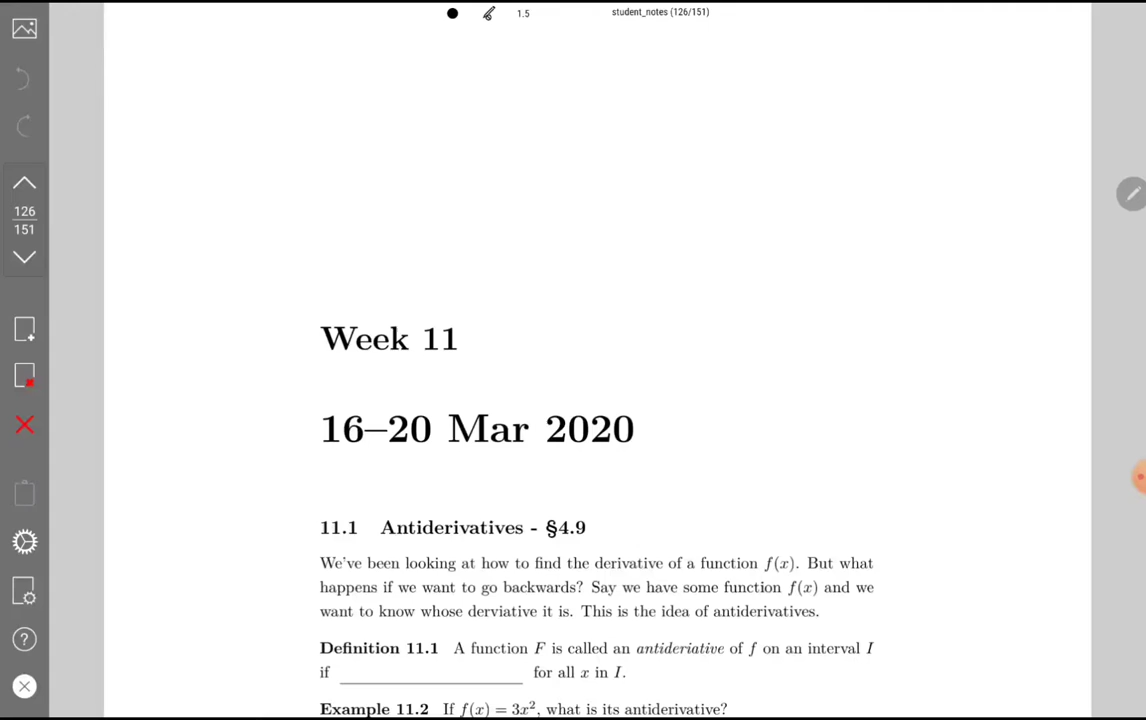 1.5
student_notes (126/151)
126
151
Week 11
16–20 Mar 2020
11.1 Antiderivatives - §4.9
We've been looking at how to find the derivative of a function f(x). But what
happens if we want to go backwards? Say we have some function f(x) and we
want to know whose derviative it is. This is the idea of antiderivatives.
Definition 11.1 A function F is called an antideriative of f on an interval I
if ____________ for all x in I.
Example 11.2 If f(x) = 3x², what is its antiderivative?